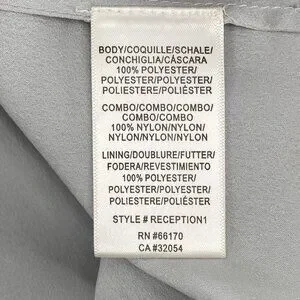 BODY/COQUILLE/SCHALE/
CONCHIGLIA/CÁSCARA
100% POLYESTER/
POLYESTER/POLYESTER/
POLIESTERE/POLIÉSTER
COMBO/COMBO/COMBO/
COMBO/COMBO
100% NYLON/NYLON/
NYLON/NYLON/NYLON
LINING/DOUBLURE/FUTTER/
FODERA/REVESTIMIENTO
100% POLYESTER/
POLYESTER/POLYESTER/
POLIESTERE/POLIÉSTER
STYLE # RECEPTION1
RN #66170
CA #32054